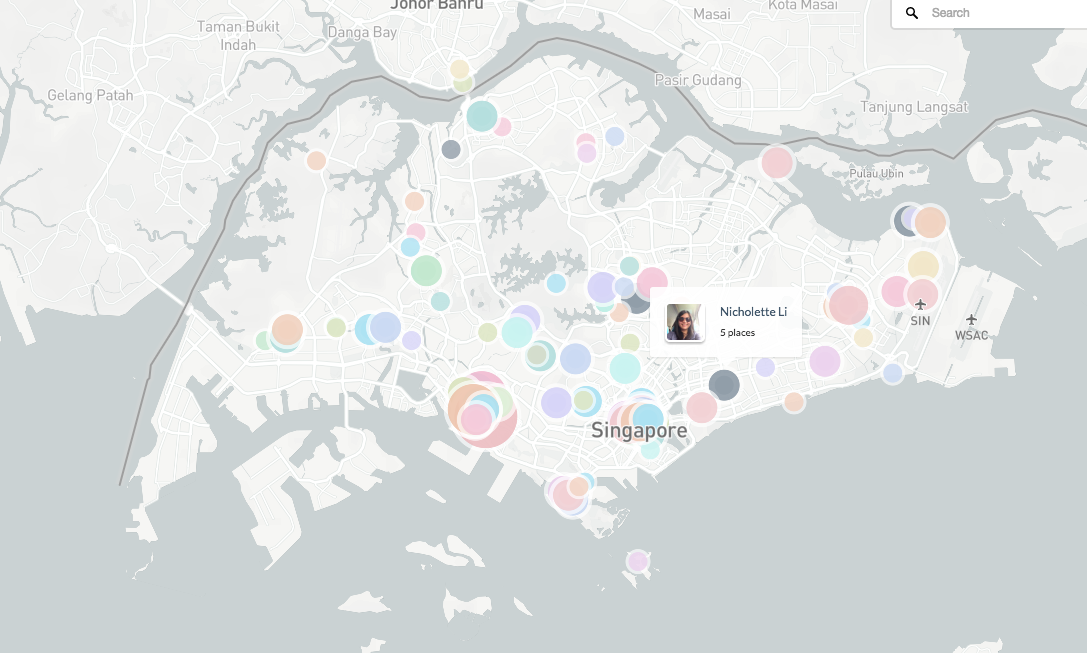 Johor Bahru
Kota Masai
Masai
Search
Taman Bukit
Indah
Danga Bay
Gelang Patah
Pasir Gudang
Tanjung Langsat
Pulau Ubin
SIN
WSAC
Nicholette Li
5 places
Singapore